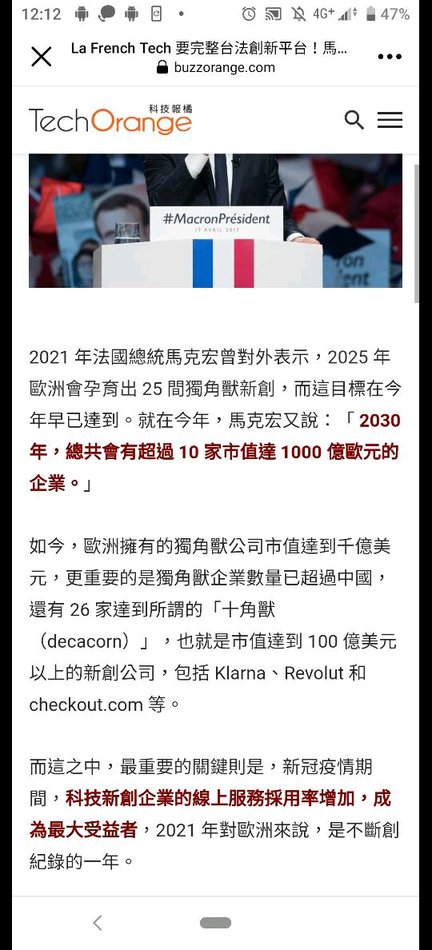 12:12
4G+
47%
La French Tech 要完整台法創新平台！馬...
buzzorange.com
科技報橘
TechOrange
#MacronPrésident
17 AVRIL 2017
2021 年法國總統馬克宏曾對外表示，2025 年
歐洲會孕育出 25 間獨角獸新創，而這目標在今
年早已達到。就在今年，馬克宏又說：「 2030
年，總共會有超過 10 家市值達 1000 億歐元的
企業。」
如今，歐洲擁有的獨角獸公司市值達到千億美
元，更重要的是獨角獸企業數量已超過中國，
還有 26 家達到所謂的「十角獸
（decacorn）」，也就是市值達到 100 億美元
以上的新創公司，包括 Klarna、Revolut 和
checkout.com 等。
而這之中，最重要的關鍵則是，新冠疫情期
間，科技新創企業的線上服務採用率增加，成
為最大受益者，2021 年對歐洲來說，是不斷創
紀錄的一年。